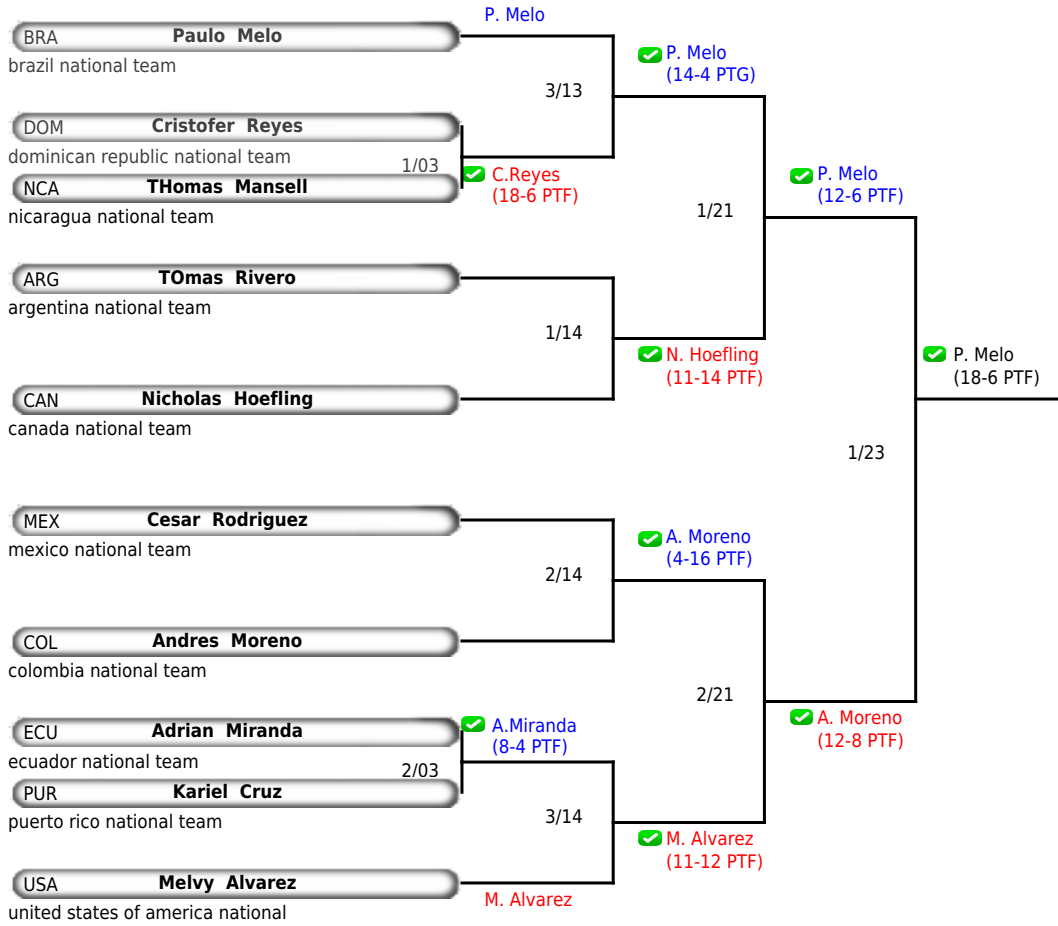 P. Melo
BRA Paulo Melo
brazil national team
P. Melo
(14-4 PTG)
3/13
DOM Cristofer Reyes
dominican republic national team
1/03
C.Reyes
(18-6 PTF)
NCA THomas Mansell
nicaragua national team
P. Melo
(12-6 PTF)
1/21
ARG TOmas Rivero
argentina national team
1/14
N. Hoefling
(11-14 PTF)
P. Melo
(18-6 PTF)
CAN Nicholas Hoefling
canada national team
1/23
MEX Cesar Rodriguez
mexico national team
A. Moreno
(4-16 PTF)
2/14
COL Andres Moreno
colombia national team
2/21
A. Moreno
(12-8 PTF)
ECU Adrian Miranda
ecuador national team
A.Miranda
(8-4 PTF)
2/03
PUR Kariel Cruz
puerto rico national team
3/14
M. Alvarez
(11-12 PTF)
USA Melvy Alvarez
united states of america national
M. Alvarez